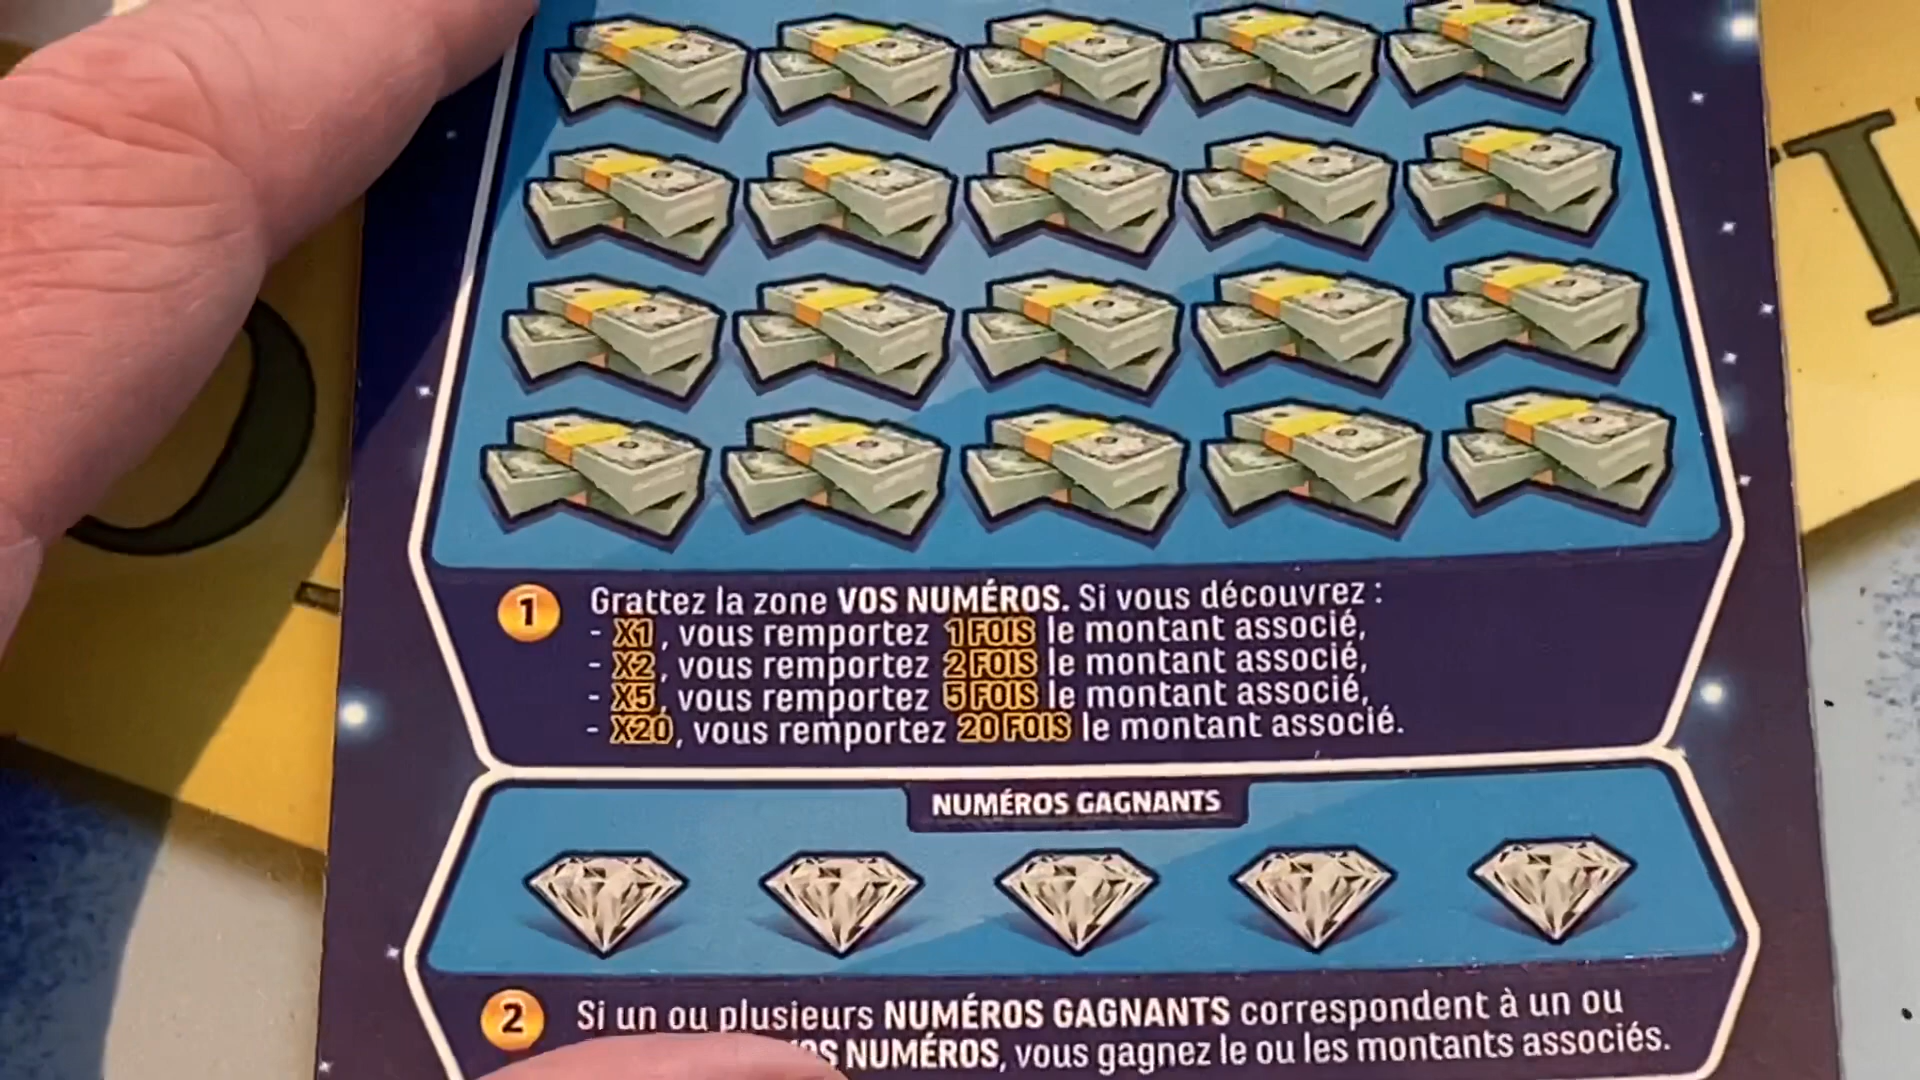 1 Grattez la zone VOS NUMÉROS. Si vous découvrez :
- X1, vous remportez 1 FOIS le montant associé,
- X2, vous remportez 2 FOIS le montant associé,
- X5, vous remportez 5 FOIS le montant associé,
- X20, vous remportez 20 FOIS le montant associé.
NUMÉROS GAGNANTS
2 Si un ou plusieurs NUMÉROS GAGNANTS correspondent à un ou
NUMÉROS, vous gagnez le ou les montants associés.